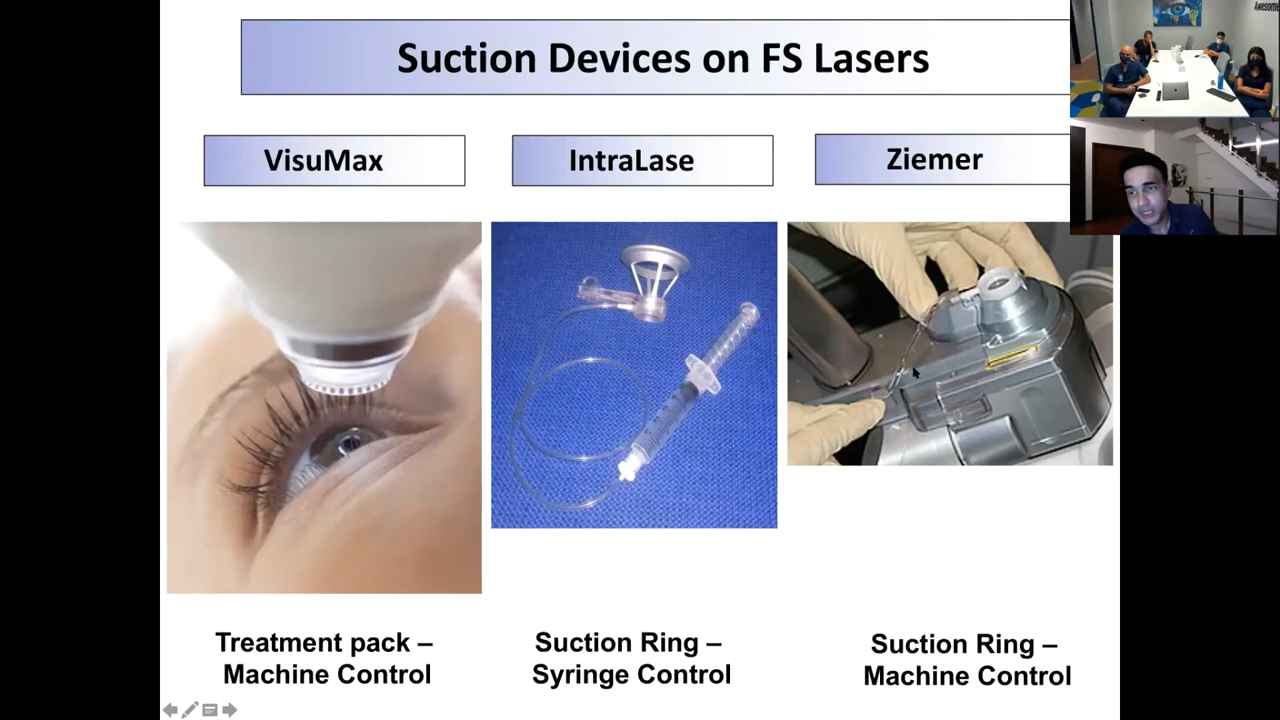 Suction Devices on FS Lasers
Awesome
VisuMax
IntraLase
Ziemer
Treatment pack –
Machine Control
Suction Ring –
Syringe Control
Suction Ring –
Machine Control